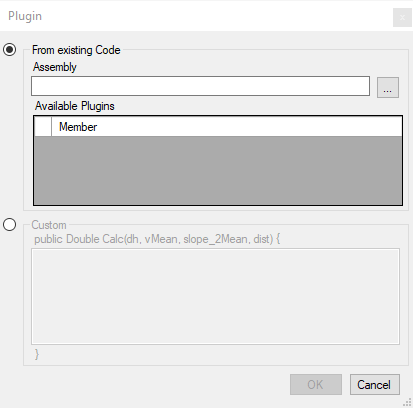 Plugin
x
From existing Code
Assembly
...
Available Plugins
Member
Custom
public Double Calc(dh, vMean, slope_2Mean, dist) {
}
OK
Cancel